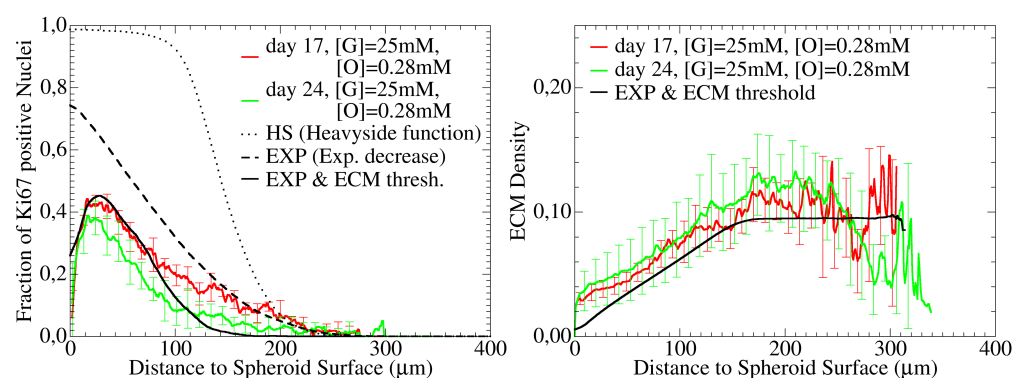 1,0
0,8
0,6
0,4
0,2
0,0
Fraction of Ki67 positive Nuclei
day 17, [G]=25mM,
[O]=0.28mM
day 24, [G]=25mM,
[O]=0.28mM
HS (Heavyside function)
EXP (Exp. decrease)
EXP & ECM thresh.
0 100 200 300 400
Distance to Spheroid Surface (μm)
0,20
0,10
0,00
ECM Density
day 17, [G]=25mM, [O]=0.28mM
day 24, [G]=25mM, [O]=0.28mM
EXP & ECM threshold
0 100 200 300 400
Distance to Spheroid Surface (μm)